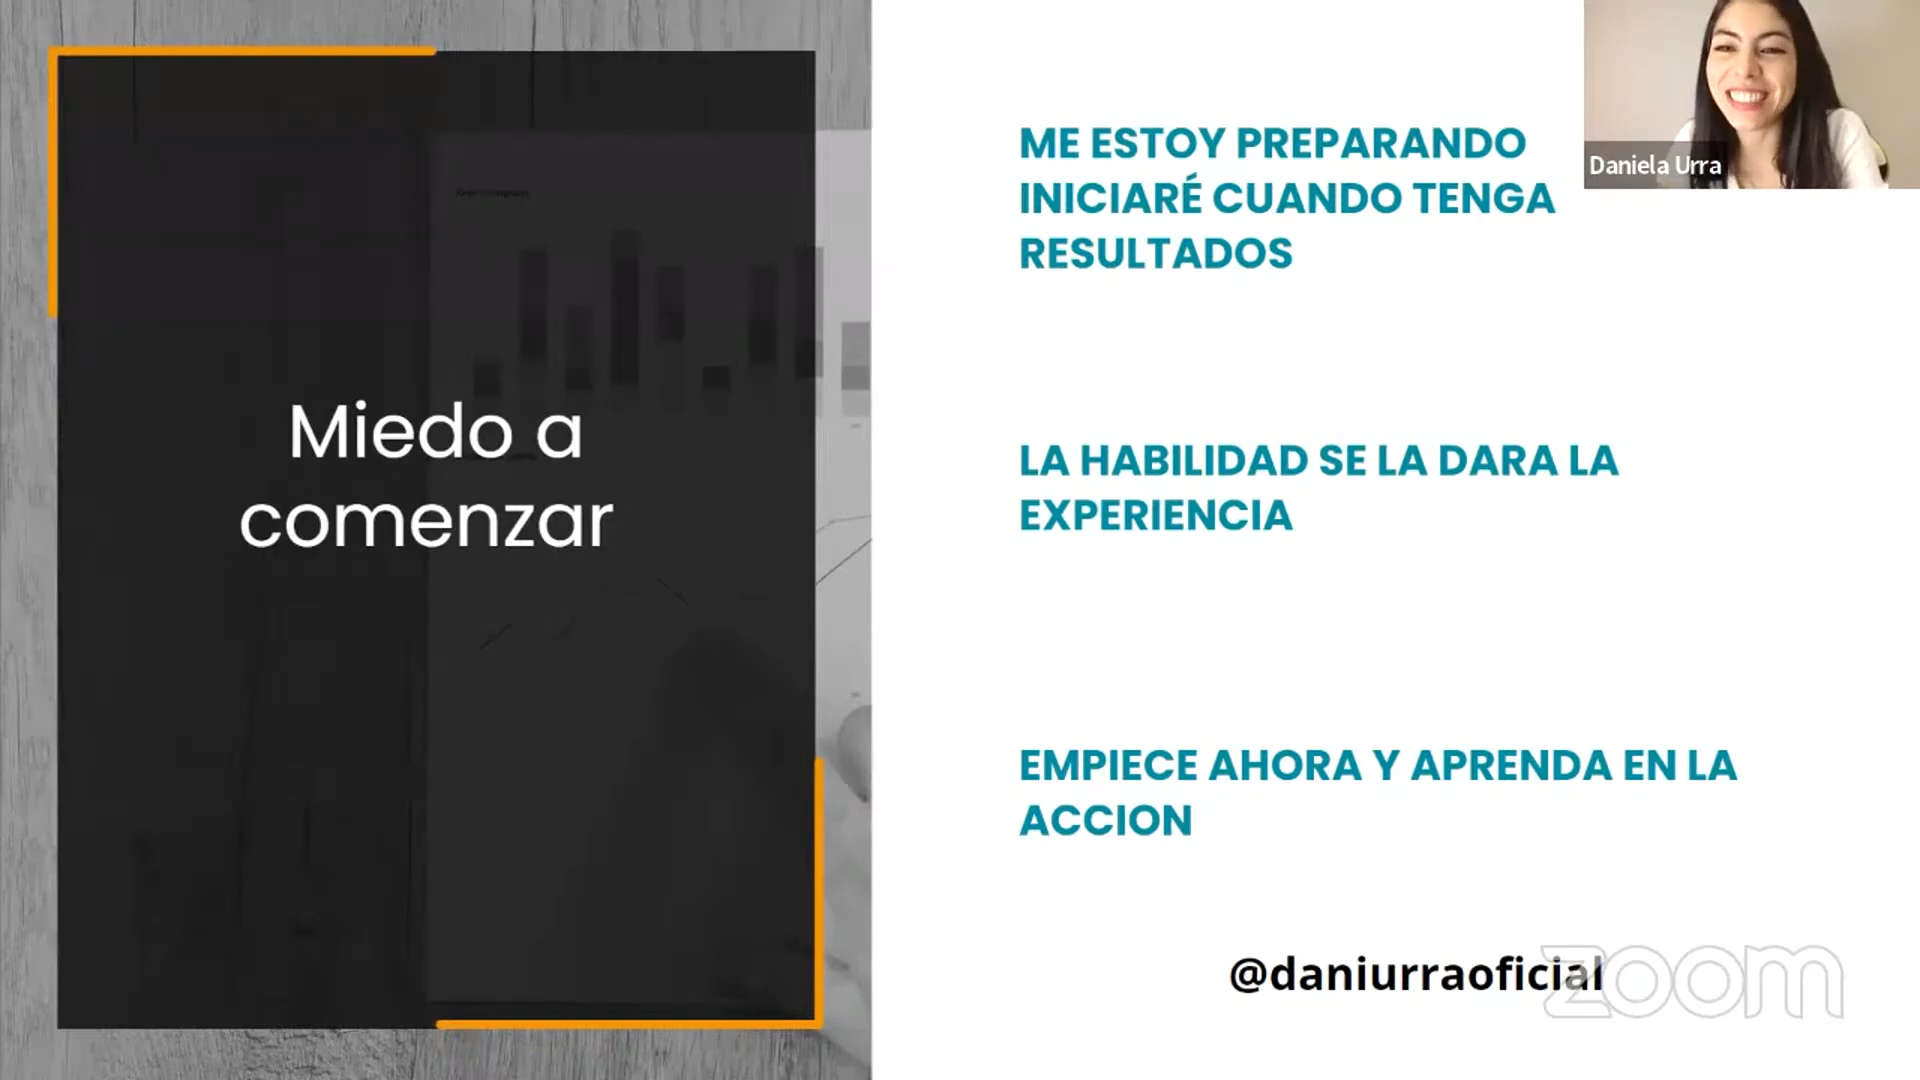 Miedo a
comenzar
ME ESTOY PREPARANDO
INICIARÉ CUANDO TENGA
RESULTADOS
LA HABILIDAD SE LA DARA LA
EXPERIENCIA
EMPIECE AHORA Y APRENDA EN LA
ACCION
@daniurraoficial
Daniela Urra
zoom